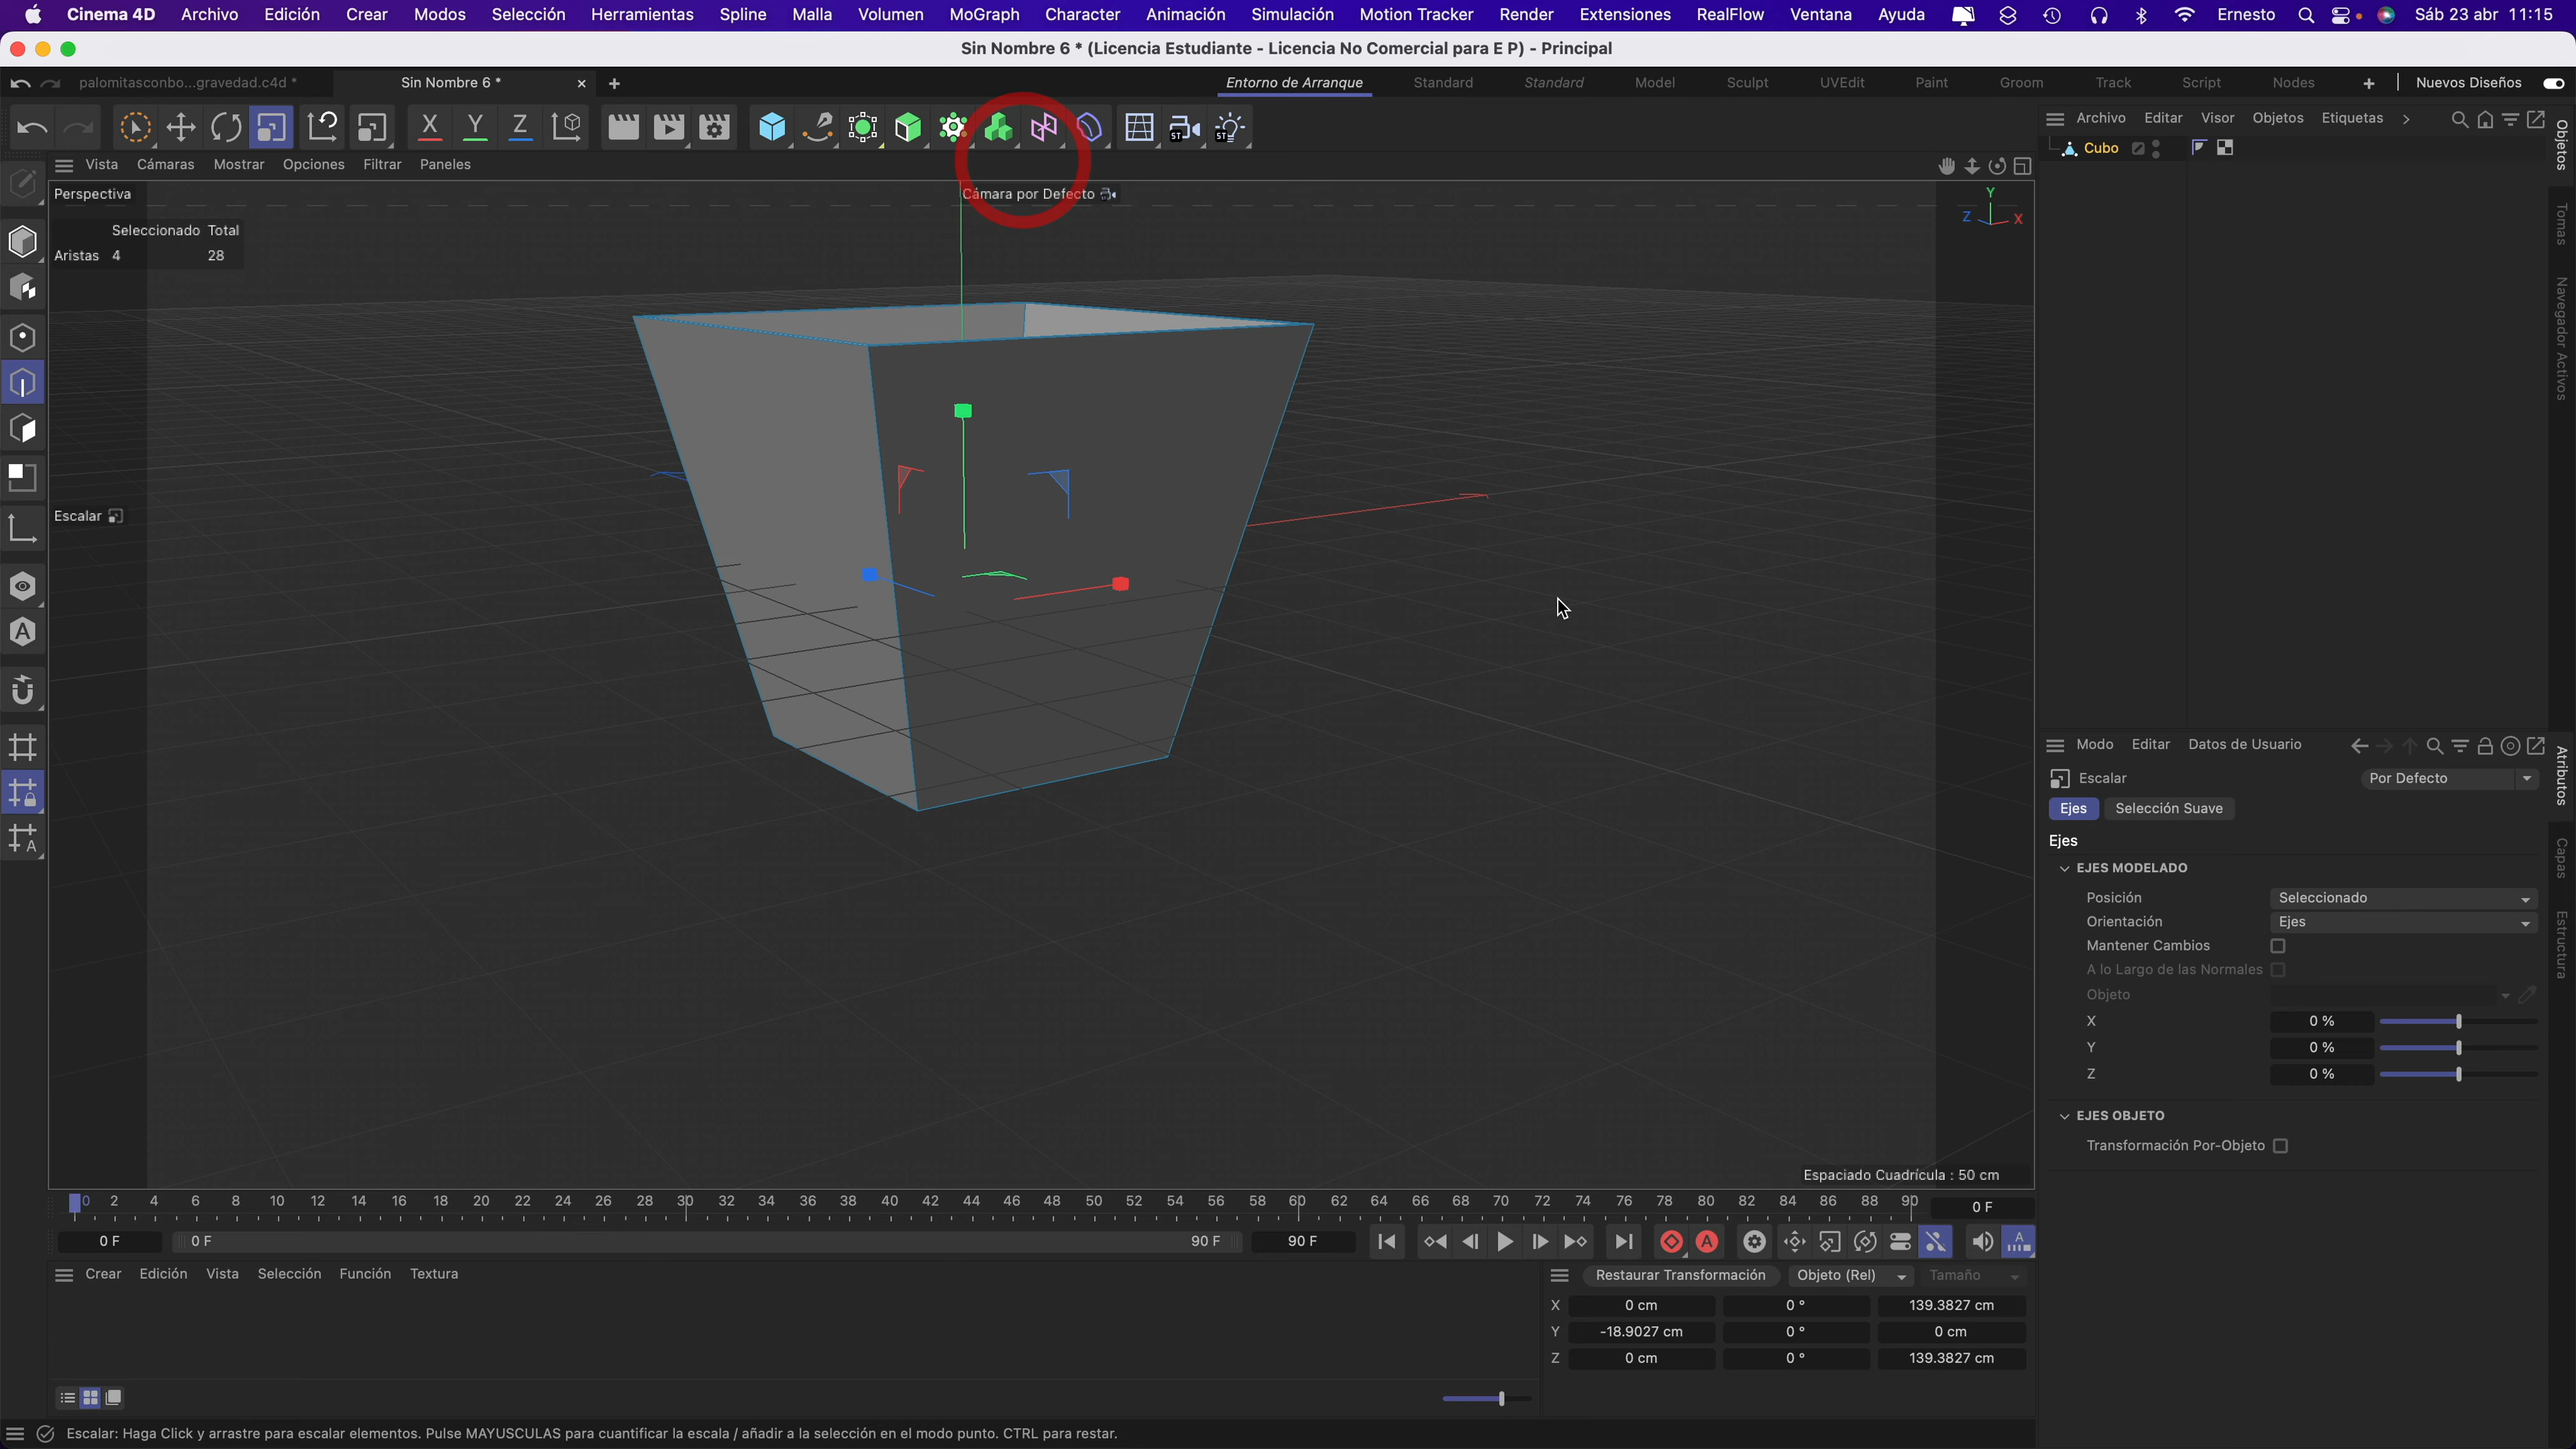 Cinema 4D Archivo Edición Crear Modos Selección Herramientas Spline Malla Volumen MoGraph Character Animación Simulación Motion Tracker Render Extensiones RealFlow Ventana Ayuda Ernesto Sáb 23 abr 11:15
Sin Nombre 6 * (Licencia Estudiante - Licencia No Comercial para E P) - Principal
palomitasconbo...gravedad.c4d * Sin Nombre 6 * Entorno de Arranque Standard Standard Model Sculpt UVEdit Paint Groom Track Script Nodes Nuevos Diseños
X Y Z ST ST
Archivo Editar Visor Objetos Etiquetas
Vista Cámaras Mostrar Opciones Filtrar Paneles
Cubo
Perspectiva Cámara por Defecto
Y Z X
Seleccionado Total
Aristas 4 28
Escalar
Objetos
Tomas
Navegador Activos
Modo Editar Datos de Usuario
Escalar Por Defecto
Ejes Selección Suave
Ejes
EJES MODELADO
Posición Seleccionado
Orientación Ejes
Mantener Cambios
A lo Largo de las Normales
Objeto
X 0 %
Y 0 %
Z 0 %
EJES OBJETO
Transformación Por-Objeto
Atributos
Capas
Estructura
A
A
Espaciado Cuadrícula : 50 cm
0 2 4 6 8 10 12 14 16 18 20 22 24 26 28 30 32 34 36 38 40 42 44 46 48 50 52 54 56 58 60 62 64 66 68 70 72 74 76 78 80 82 84 86 88 90 0 F
0 F 0 F 90 F 90 F A A
Crear Edición Vista Selección Función Textura
Restaurar Transformación Objeto (Rel) Tamaño
X 0 cm 0 ° 139.3827 cm
Y -18.9027 cm 0 ° 0 cm
Z 0 cm 0 ° 139.3827 cm
Escalar: Haga Click y arrastre para escalar elementos. Pulse MAYUSCULAS para cuantificar la escala / añadir a la selección en el modo punto. CTRL para restar.